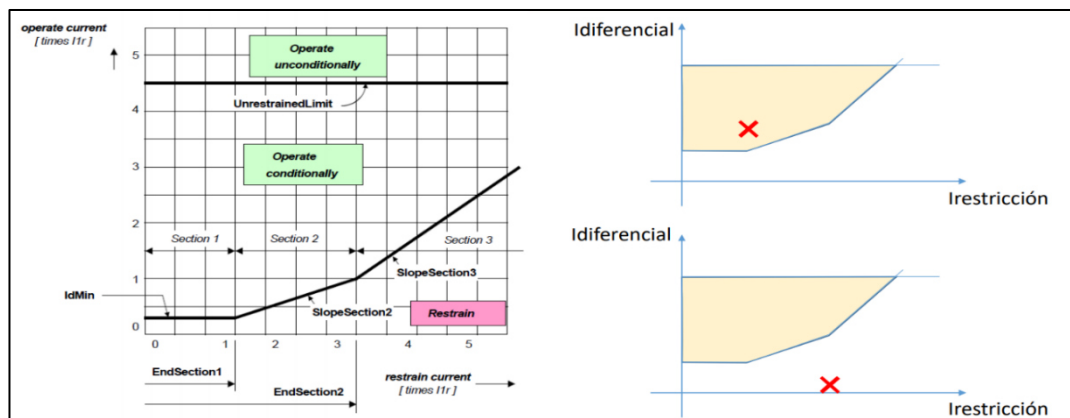 operate current
[ times I1r ]
5
4
3
2
1
0
Operate
unconditionally
UnrestrainedLimit
Operate
conditionally
Section 1
Section 2
Section 3
SlopeSection3
IdMin
SlopeSection2
Restrain
0
1
2
3
4
5
EndSection1
restrain current
EndSection2
[ times I1r ]
Idiferencial
Irestricción
Idiferencial
Irestricción